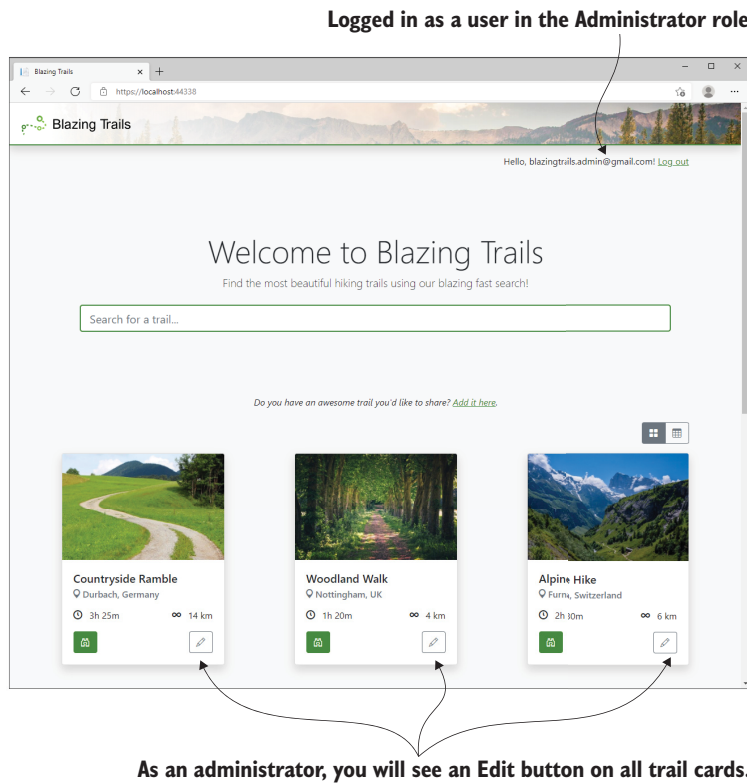 Logged in as a user in the Administrator role
Blazing Trails
https://localhost:44338
Blazing Trails
Hello, blazingtrails.admin@gmail.com! Log out
Welcome to Blazing Trails
Find the most beautiful hiking trails using our blazing fast search!
Search for a trail...
Do you have an awesome trail you'd like to share? Add it here.
Countryside Ramble
Durbach, Germany
3h 25m 14 km
Woodland Walk
Nottingham, UK
1h 20m 4 km
Alpine Hike
Furna, Switzerland
2h 30m 6 km
As an administrator, you will see an Edit button on all trail cards.